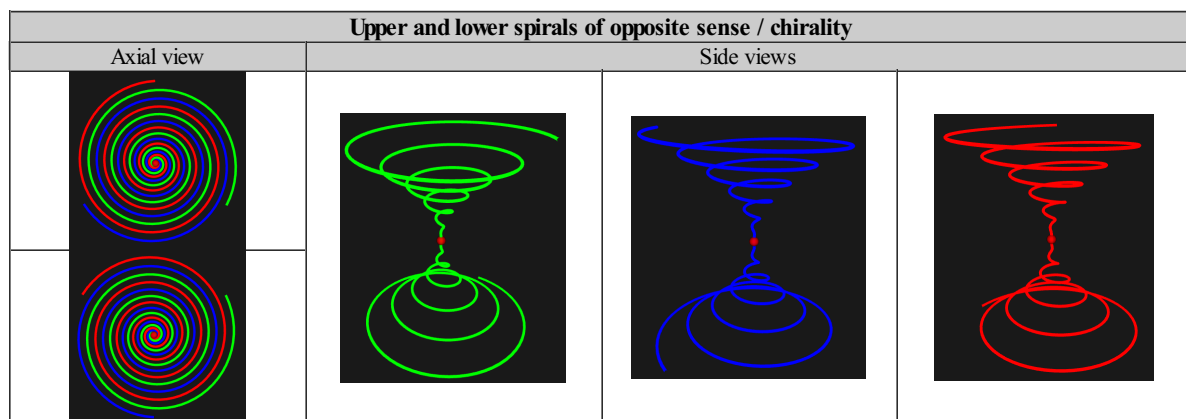 Upper and lower spirals of opposite sense / chirality
Axial view
Side views